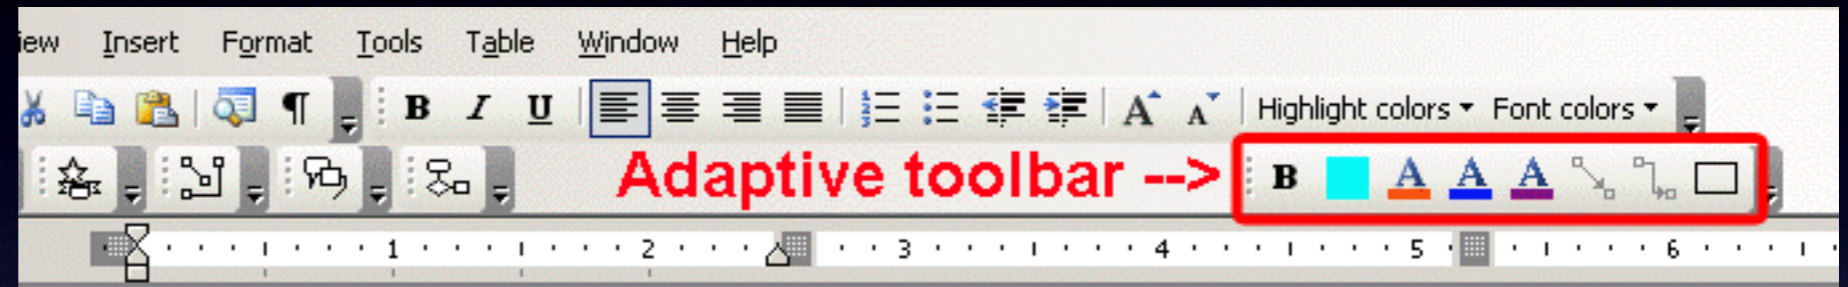 iew Insert Format Tools Table Window Help
¶ B I U A A Highlight colors Font colors
Adaptive toolbar --> B A A A
1 2 3 4 5 6